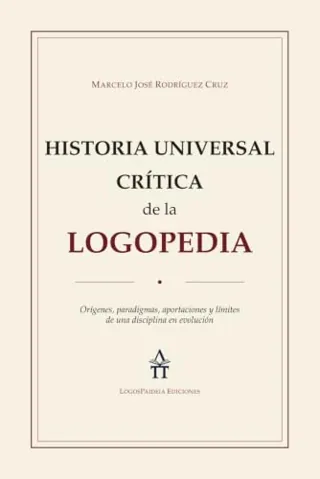 Marcelo José Rodríguez Cruz
HISTORIA UNIVERSAL
CRÍTICA
de la
LOGOPEDIA
Orígenes, paradigmas, aportaciones y límites
de una disciplina en evolución
LogosPaideia Ediciones